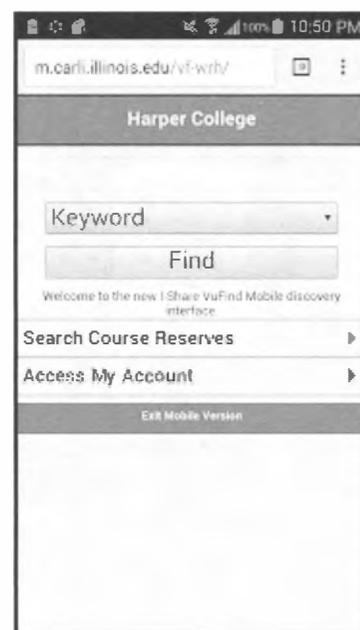 100% 10:50 PM
m.carli.illinois.edu/vf-wrh/
Harper College
Keyword
Find
Welcome to the new I-Share VuFind Mobile discovery
interface
Search Course Reserves
Access My Account
Exit Mobile Version